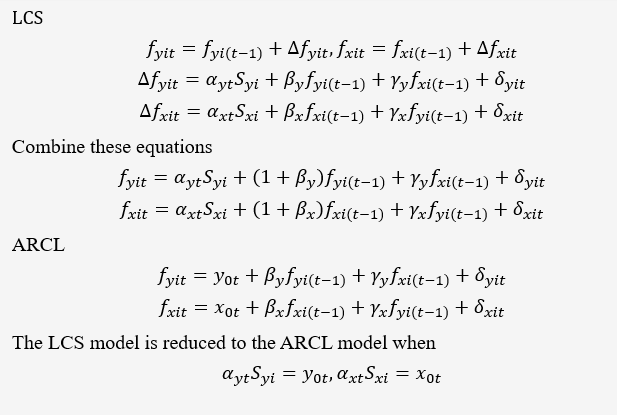 LCS
f_{yit} = f_{yi(t−1)} + Δf_{yit}, f_{xit} = f_{xi(t−1)} + Δf_{xit}
Δf_{yit} = α_{yt}S_{yi} + β_y f_{yi(t−1)} + γ_y f_{xi(t−1)} + δ_{yit}
Δf_{xit} = α_{xt}S_{xi} + β_x f_{xi(t−1)} + γ_x f_{yi(t−1)} + δ_{xit}
Combine these equations
f_{yit} = α_{yt}S_{yi} + (1 + β_y)f_{yi(t−1)} + γ_y f_{xi(t−1)} + δ_{yit}
f_{xit} = α_{xt}S_{xi} + (1 + β_x)f_{xi(t−1)} + γ_x f_{yi(t−1)} + δ_{xit}
ARCL
f_{yit} = y_{0t} + β_y f_{yi(t−1)} + γ_y f_{xi(t−1)} + δ_{yit}
f_{xit} = x_{0t} + β_x f_{xi(t−1)} + γ_x f_{yi(t−1)} + δ_{xit}
The LCS model is reduced to the ARCL model when
α_{yt}S_{yi} = y_{0t}, α_{xt}S_{xi} = x_{0t}